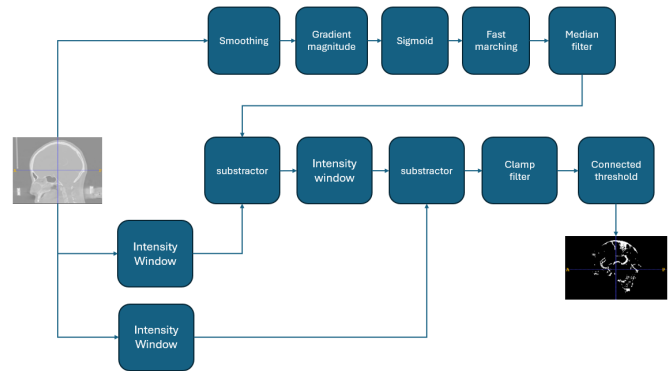 Smoothing
Gradient
magnitude
Sigmoid
Fast
marching
Median
filter
substractor
Intensity
window
substractor
Clamp
filter
Connected
threshold
Intensity
Window
Intensity
Window